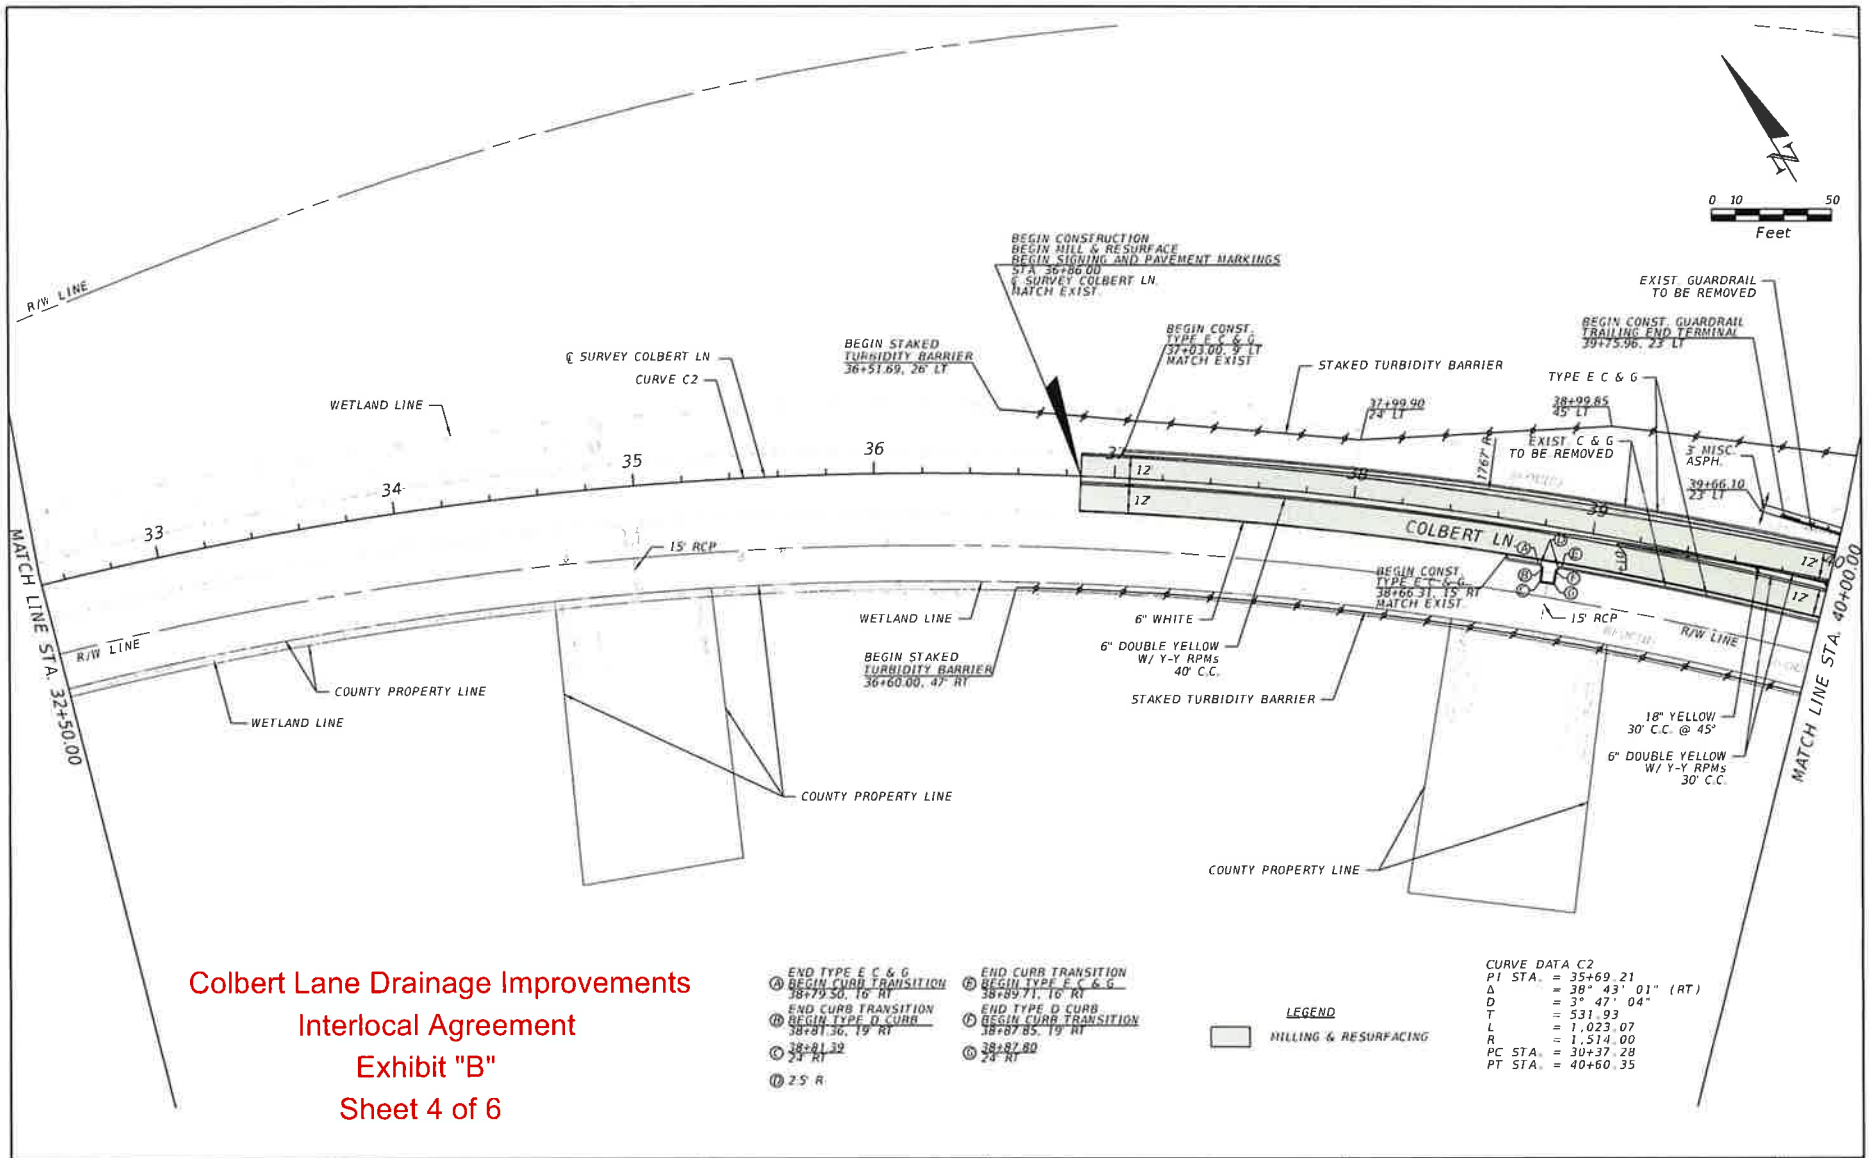 0 10 50
Feet
R/W LINE
BEGIN CONSTRUCTION
BEGIN MILL & RESURFACE
BEGIN SIGNING AND PAVEMENT MARKINGS
STA. 36+86.00
℄ SURVEY COLBERT LN.
MATCH EXIST.
EXIST. GUARDRAIL
TO BE REMOVED
BEGIN CONST. GUARDRAIL
TRAILING END TERMINAL
39+75.96, 23' LT
BEGIN CONST.
TYPE E C & G
37+03.00, 9' LT
MATCH EXIST
BEGIN STAKED
TURBIDITY BARRIER
36+51.69, 26' LT
℄ SURVEY COLBERT LN
CURVE C2
WETLAND LINE
STAKED TURBIDITY BARRIER
TYPE E C & G
37+99.90
24' LT
38+99.85
45' LT
EXIST. C & G
TO BE REMOVED
1767' R
3' MISC.
ASPH.
39+66.10
23' LT
33
34
35
36
37
38
39
40
12'
12'
12'
12'
COLBERT LN.
MATCH LINE STA. 32+50.00
MATCH LINE STA. 40+00.00
15' RCP
R/W LINE
COUNTY PROPERTY LINE
WETLAND LINE
WETLAND LINE
BEGIN STAKED
TURBIDITY BARRIER
36+60.00, 47' RT
6" WHITE
6" DOUBLE YELLOW
W/ Y-Y RPMs
40' C.C.
STAKED TURBIDITY BARRIER
BEGIN CONST.
TYPE E C & G
38+66.31, 15' RT
MATCH EXIST.
A
B
C
D
E
F
G
15' RCP
R/W LINE
18" YELLOW
30' C.C. @ 45°
6" DOUBLE YELLOW
W/ Y-Y RPMs
30' C.C.
COUNTY PROPERTY LINE
COUNTY PROPERTY LINE
Colbert Lane Drainage Improvements
Interlocal Agreement
Exhibit "B"
Sheet 4 of 6
END TYPE E C & G
A BEGIN CURB TRANSITION
38+79.50, 16' RT
END CURB TRANSITION
B BEGIN TYPE D CURB
38+81.36, 19' RT
C 38+81.39
24' RT
D 2.5' R
END CURB TRANSITION
E BEGIN TYPE E C & G
38+89.71, 16' RT
END TYPE D CURB
F BEGIN CURB TRANSITION
38+87.85, 19' RT
G 38+87.80
24' RT
LEGEND
MILLING & RESURFACING
CURVE DATA C2
PI STA. = 35+69.21
Δ = 38° 43' 01" (RT)
D = 3° 47' 04"
T = 531.93
L = 1,023.07
R = 1,514.00
PC STA. = 30+37.28
PT STA. = 40+60.35